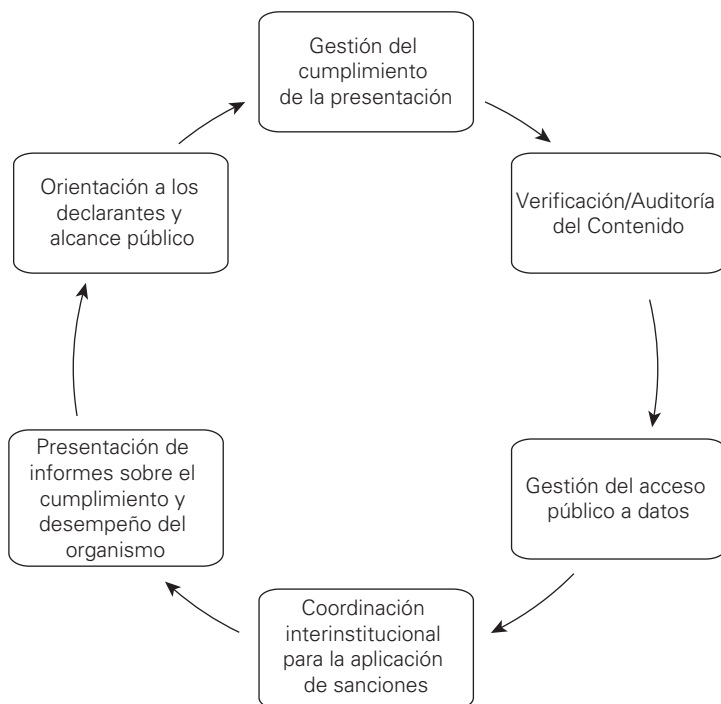 Gestión del
cumplimiento
de la presentación
Orientación a los
declarantes y
alcance público
Verificación/Auditoría
del Contenido
Presentación de
informes sobre el
cumplimiento y
desempeño del
organismo
Gestión del acceso
público a datos
Coordinación
interinstitucional
para la aplicación
de sanciones